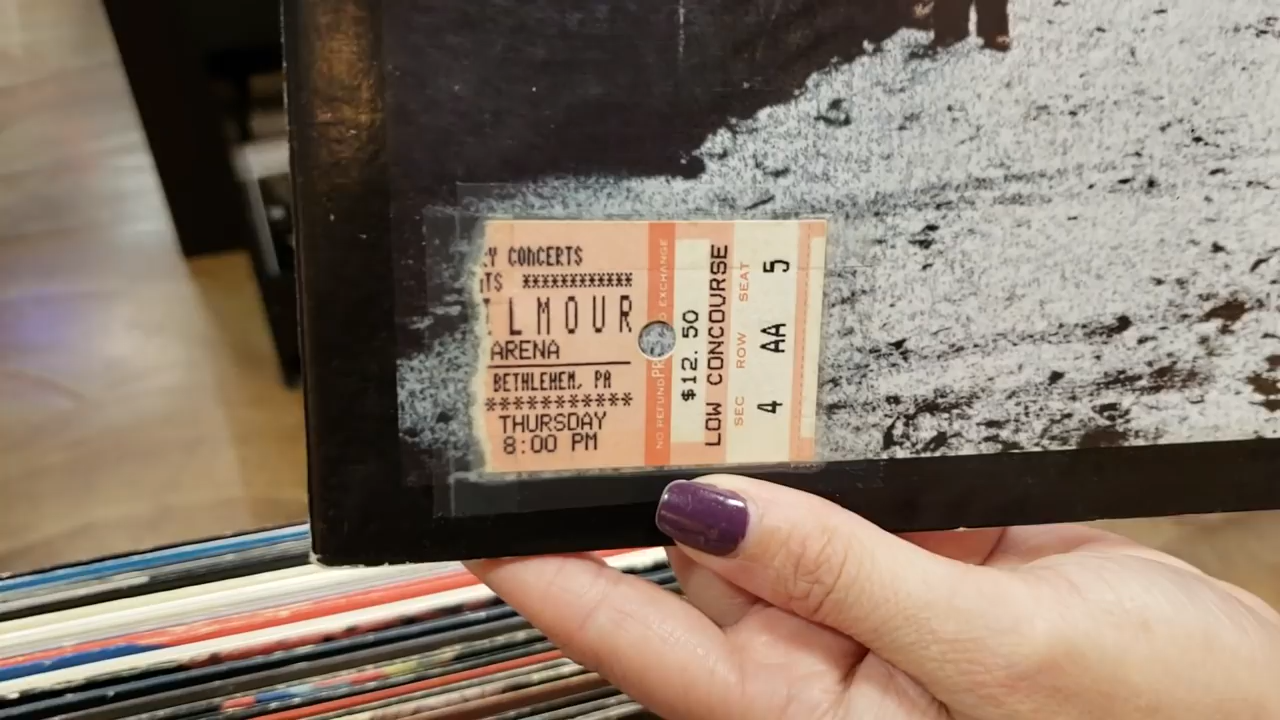 Y CONCERTS
TS ************
LMOUR
ARENA
BETHLEHEM, PA
***********
THURSDAY
8:00 PM
NO REFUND
EXCHANGE
$12.50
LOW CONCOURSE
SEC ROW SEAT
4 AA 5